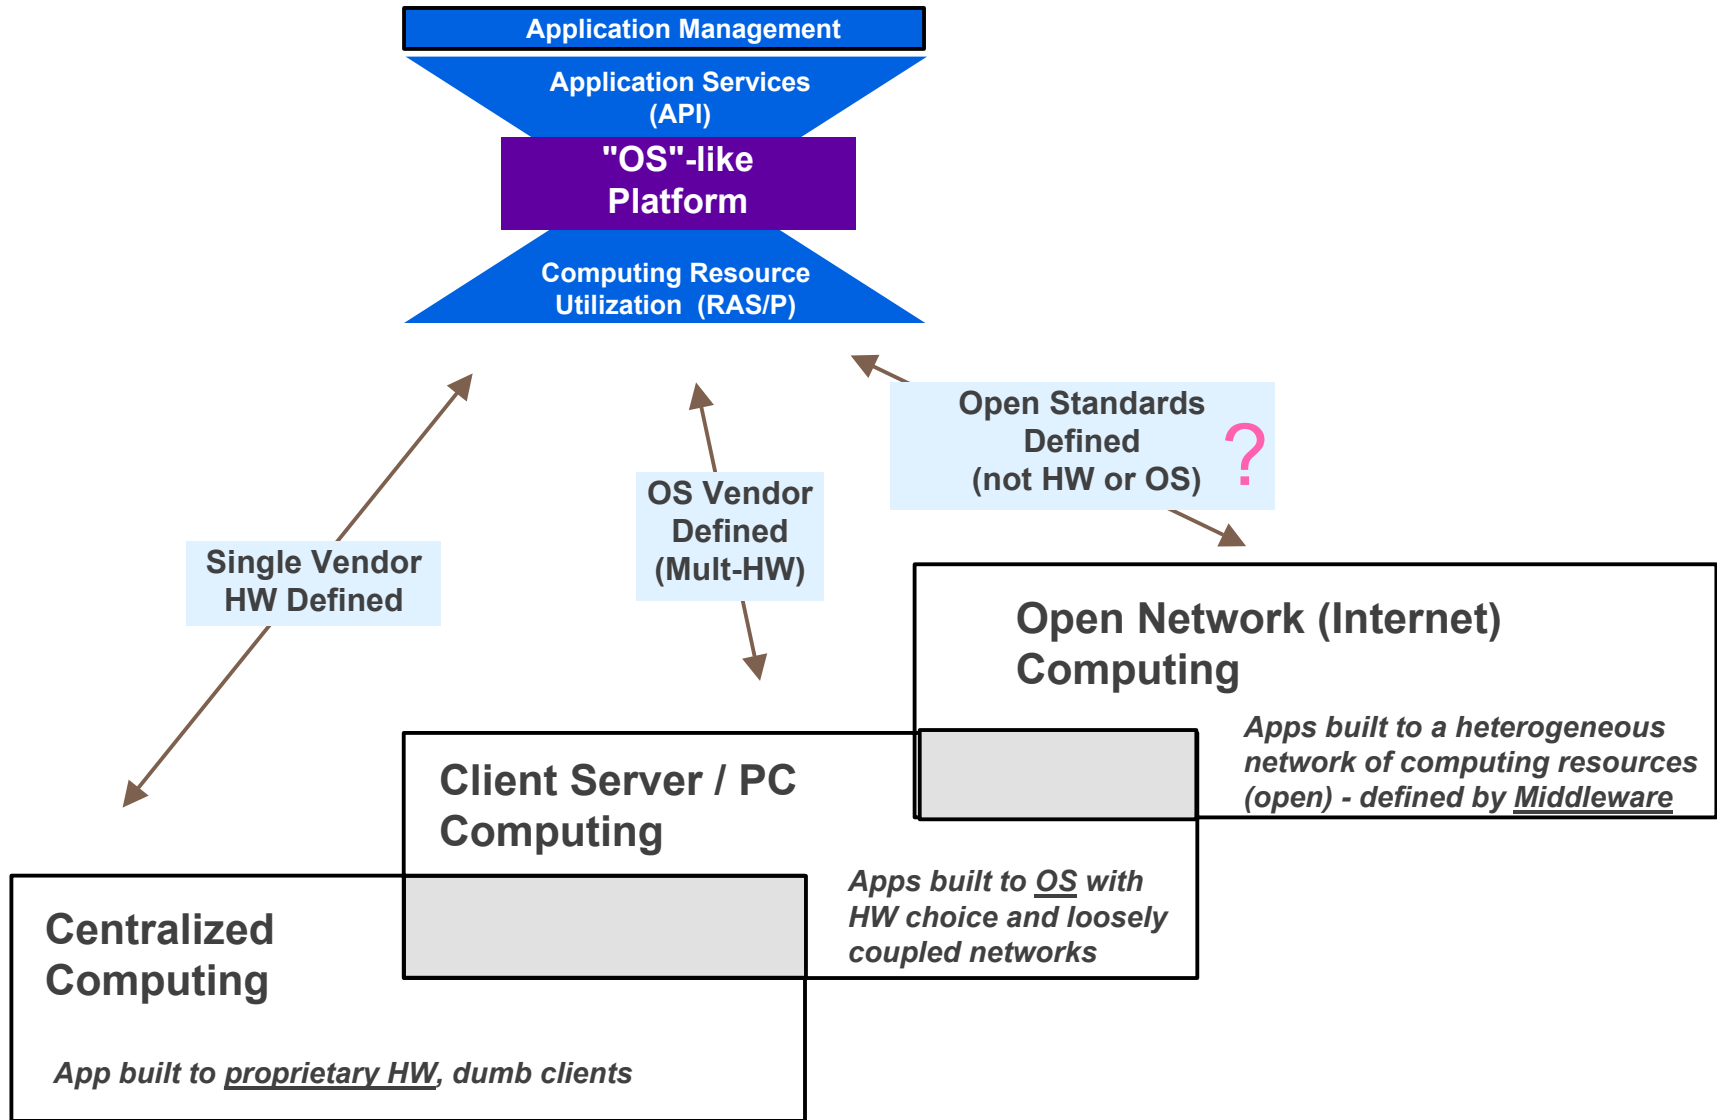 Application Management
Application Services
(API)
"OS"-like
Platform
Computing Resource
Utilization (RAS/P)
Open Standards
Defined
(not HW or OS)
?
OS Vendor
Defined
(Mult-HW)
Single Vendor
HW Defined
Open Network (Internet)
Computing
Apps built to a heterogeneous
network of computing resources
(open) - defined by Middleware
Client Server / PC
Computing
Apps built to OS with
HW choice and loosely
coupled networks
Centralized
Computing
App built to proprietary HW, dumb clients